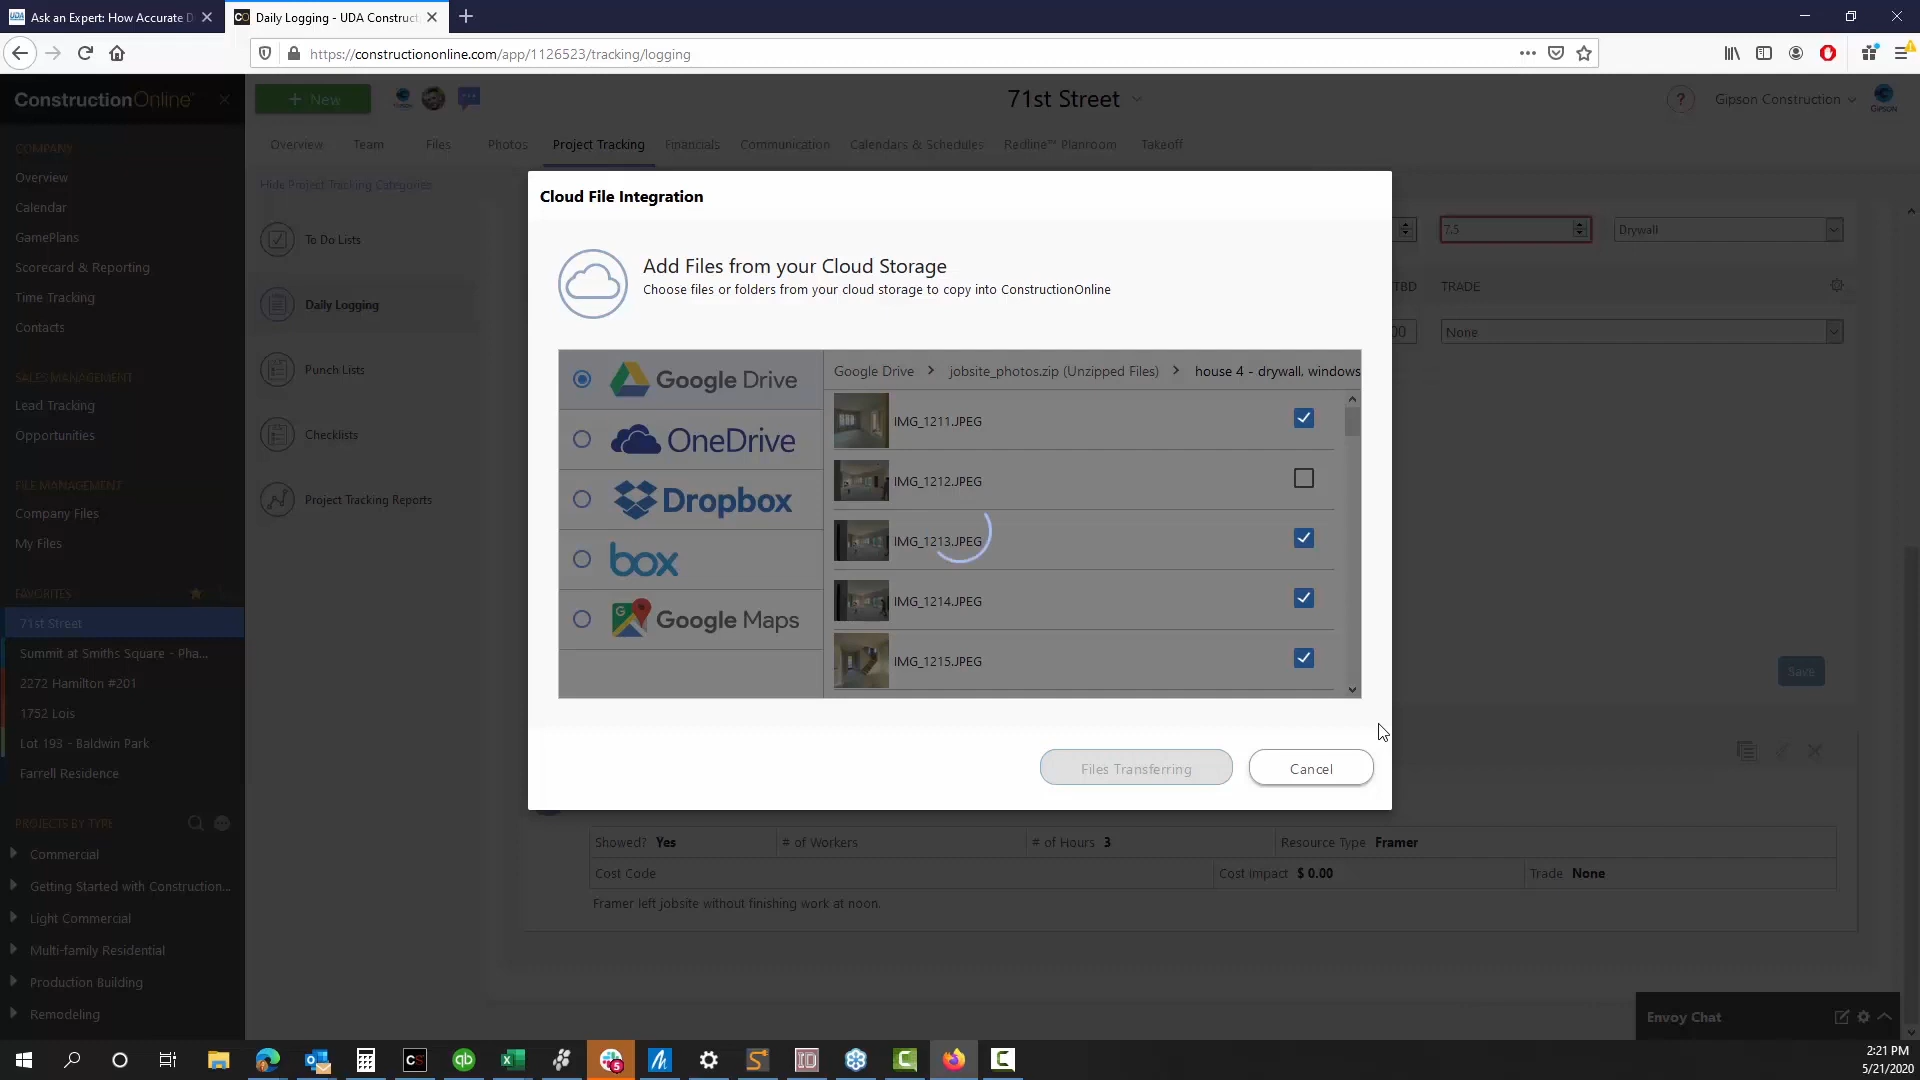 Ask an Expert: How Accurate D
Daily Logging - UDA Construct
https://constructiononline.com/app/1126523/tracking/logging
ConstructionOnline
New
71st Street
Gipson Construction
GIPSON
Overview
Team
Files
Photos
Project Tracking
Financials
Communication
Calendars & Schedules
Redline™ Planroom
Takeoff
COMPANY
Overview
Calendar
GamePlans
Scorecard & Reporting
Time Tracking
Contacts
SALES MANAGEMENT
Lead Tracking
Opportunities
FILE MANAGEMENT
Company Files
My Files
FAVORITES
71st Street
Summit at Smiths Square - Pha...
2272 Hamilton #201
1752 Lois
Lot 193 - Baldwin Park
Farrell Residence
PROJECTS BY TYPE
Commercial
Getting Started with Construction...
Light Commercial
Multi-family Residential
Production Building
Remodeling
Hide Project Tracking Categories
To Do Lists
Daily Logging
Punch Lists
Checklists
Project Tracking Reports
Cloud File Integration
Add Files from your Cloud Storage
Choose files or folders from your cloud storage to copy into ConstructionOnline
Google Drive
OneDrive
Dropbox
box
Google Maps
Google Drive > jobsite_photos.zip (Unzipped Files) > house 4 - drywall, windows
IMG_1211.JPEG
IMG_1212.JPEG
IMG_1213.JPEG
IMG_1214.JPEG
IMG_1215.JPEG
Files Transferring
Cancel
7.5
Drywall
TBD
TRADE
00
None
Save
Showed? Yes
# of Workers
# of Hours 3
Resource Type Framer
Cost Code
Cost Impact $ 0.00
Trade None
Framer left jobsite without finishing work at noon.
Envoy Chat
2:21 PM
5/21/2020